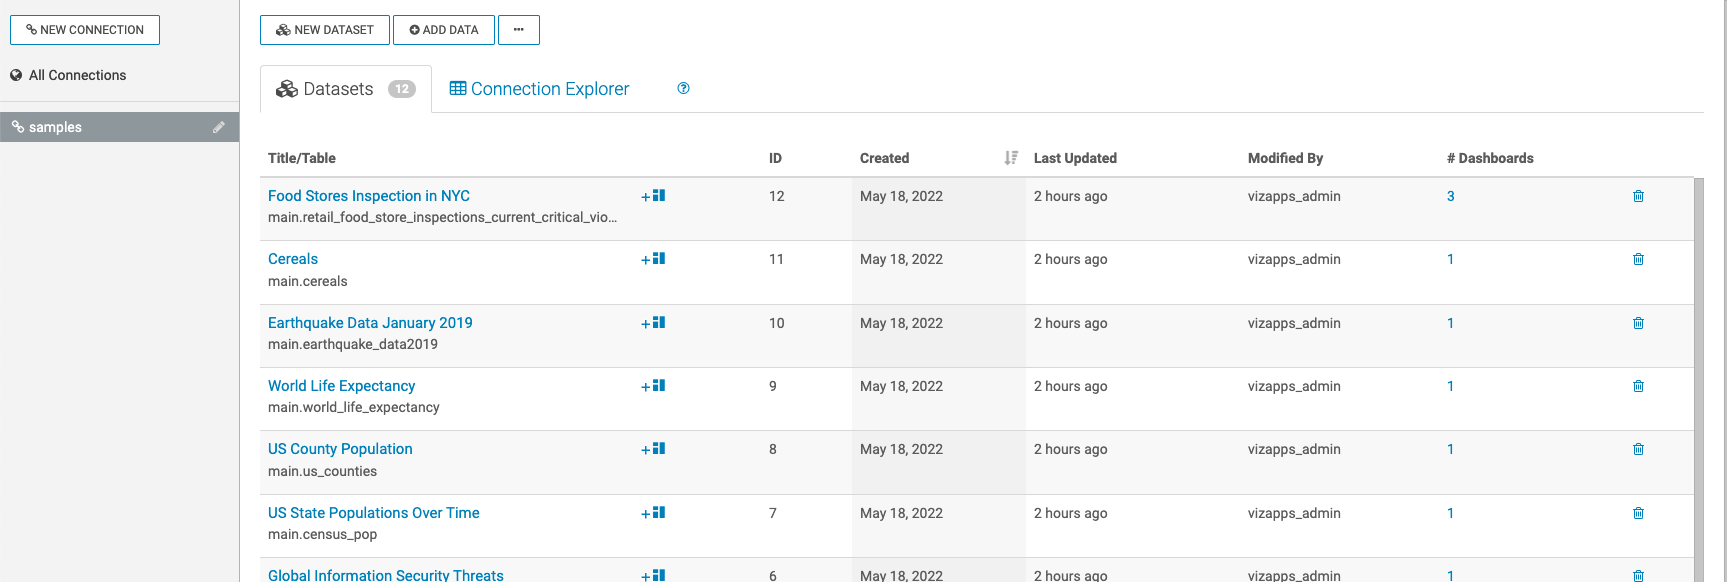 NEW CONNECTION
All Connections
samples
NEW DATASET
ADD DATA
...
Datasets 12
Connection Explorer
?
Title/Table ID Created Last Updated Modified By # Dashboards
Food Stores Inspection in NYC + 12 May 18, 2022 2 hours ago vizapps_admin 3
main.retail_food_store_inspections_current_critical_vio...
Cereals + 11 May 18, 2022 2 hours ago vizapps_admin 1
main.cereals
Earthquake Data January 2019 + 10 May 18, 2022 2 hours ago vizapps_admin 1
main.earthquake_data2019
World Life Expectancy + 9 May 18, 2022 2 hours ago vizapps_admin 1
main.world_life_expectancy
US County Population + 8 May 18, 2022 2 hours ago vizapps_admin 1
main.us_counties
US State Populations Over Time + 7 May 18, 2022 2 hours ago vizapps_admin 1
main.census_pop
Global Information Security Threats + 6 May 18, 2022 2 hours ago vizapps_admin 1